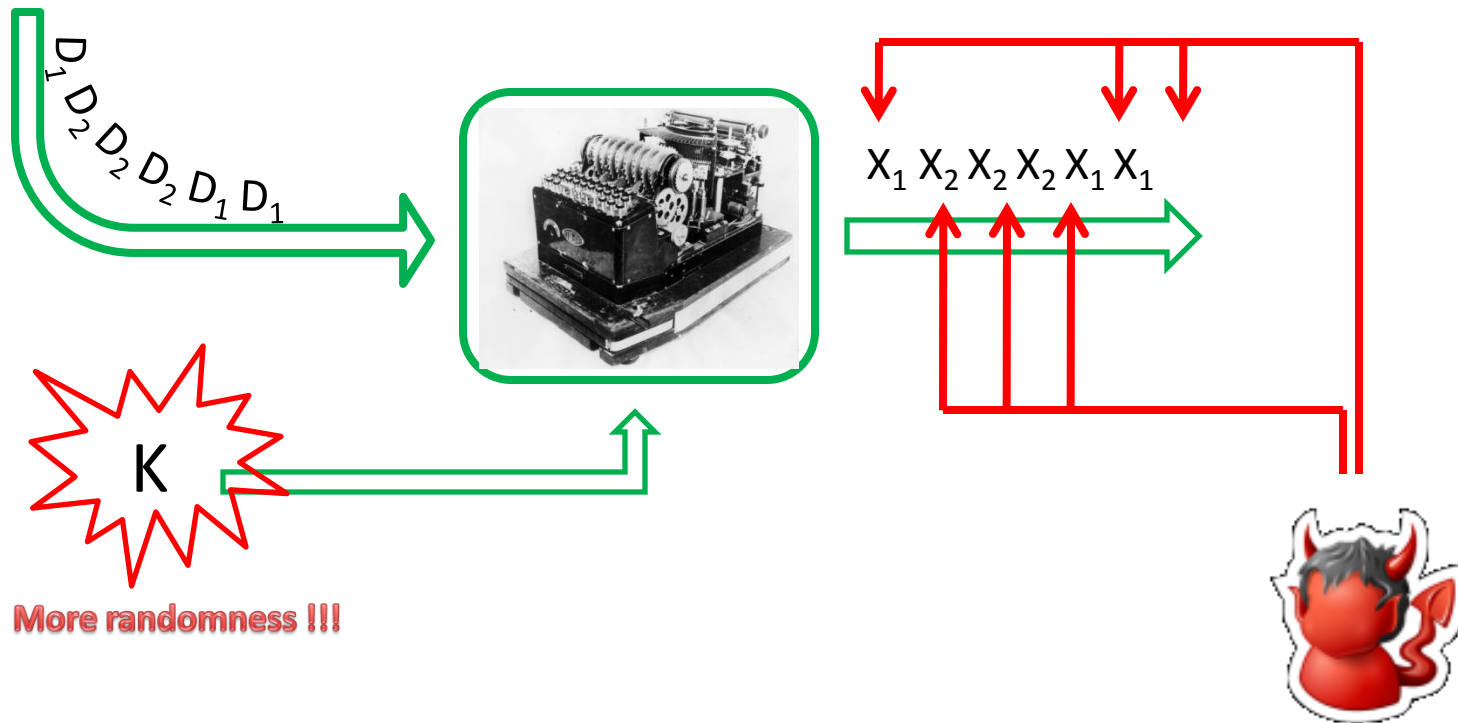 D₁ D₂ D₂ D₂ D₁ D₁
X₁ X₂ X₂ X₂ X₁ X₁
K
More randomness !!!